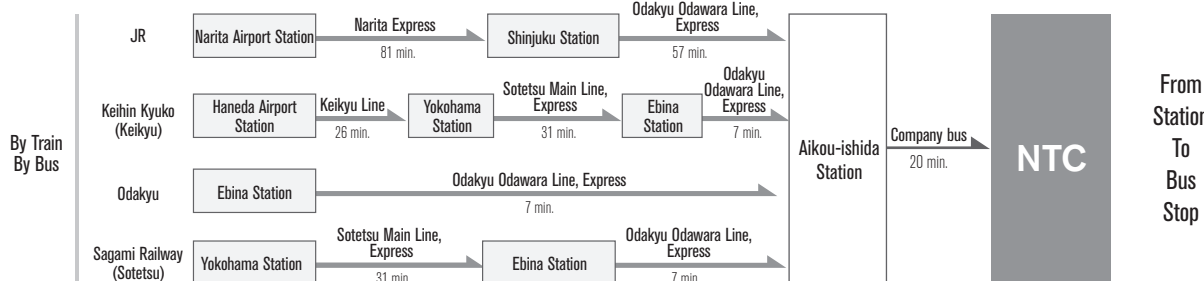 By Train
By Bus
JR
Narita Airport Station
Narita Express
81 min.
Shinjuku Station
Odakyu Odawara Line,
Express
57 min.
Keihin Kyuko
(Keikyu)
Haneda Airport
Station
Keikyu Line
26 min.
Yokohama
Station
Sotetsu Main Line,
Express
31 min.
Ebina
Station
Odakyu
Odawara Line,
Express
7 min.
Odakyu
Ebina Station
Odakyu Odawara Line, Express
7 min.
Sagami Railway
(Sotetsu)
Yokohama Station
Sotetsu Main Line,
Express
31 min.
Ebina Station
Odakyu Odawara Line,
Express
7 min.
Aikou-ishida
Station
Company bus
20 min.
NTC
From
Station
To
Bus
Stop